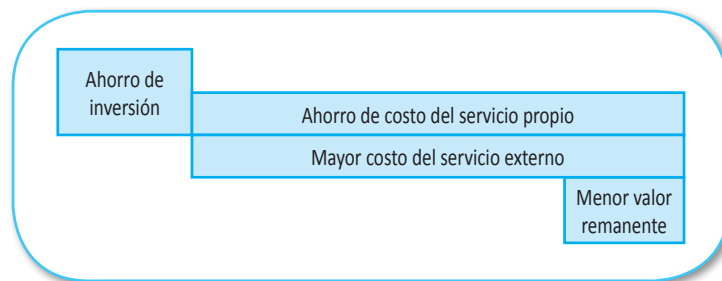 Ahorro de
inversión
Ahorro de costo del servicio propio
Mayor costo del servicio externo
Menor valor
remanente